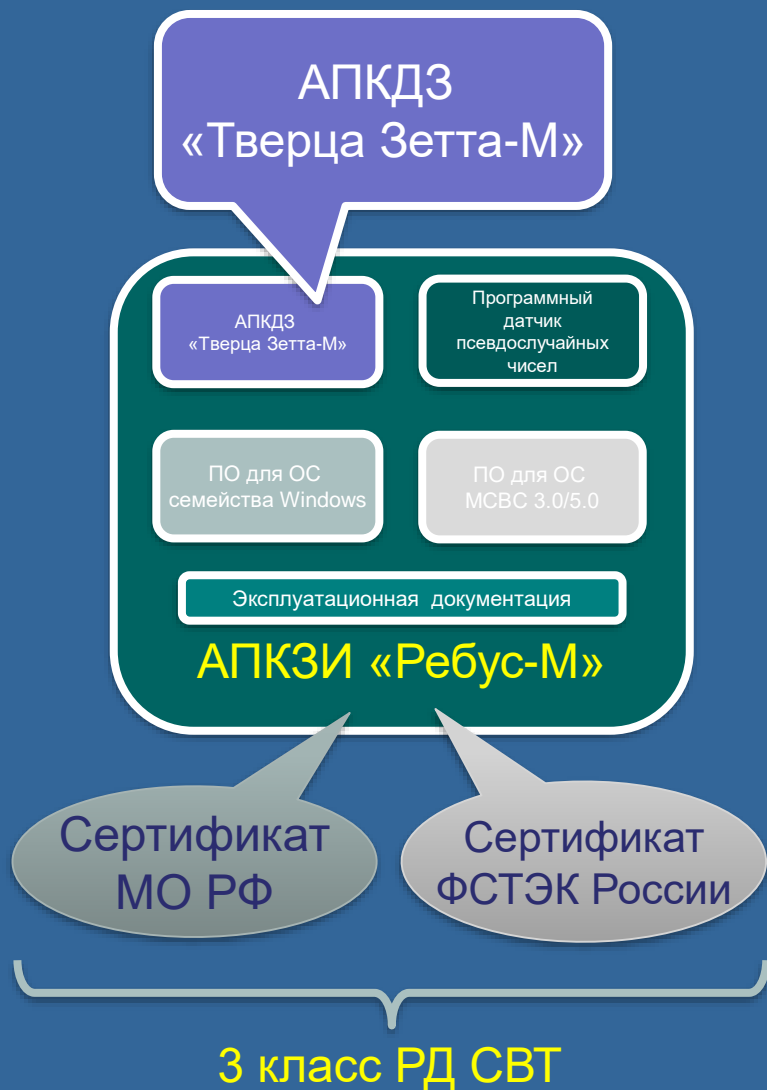 АПКДЗ
«Тверца Зетта-М»
АПКДЗ
«Тверца Зетта-М»
Программный
датчик
псевдослучайных
чисел
ПО для ОС
семейства Windows
ПО для ОС
МСВС 3.0/5.0
Эксплуатационная документация
АПКЗИ «Ребус-М»
Сертификат
МО РФ
Сертификат
ФСТЭК России
3 класс РД СВТ